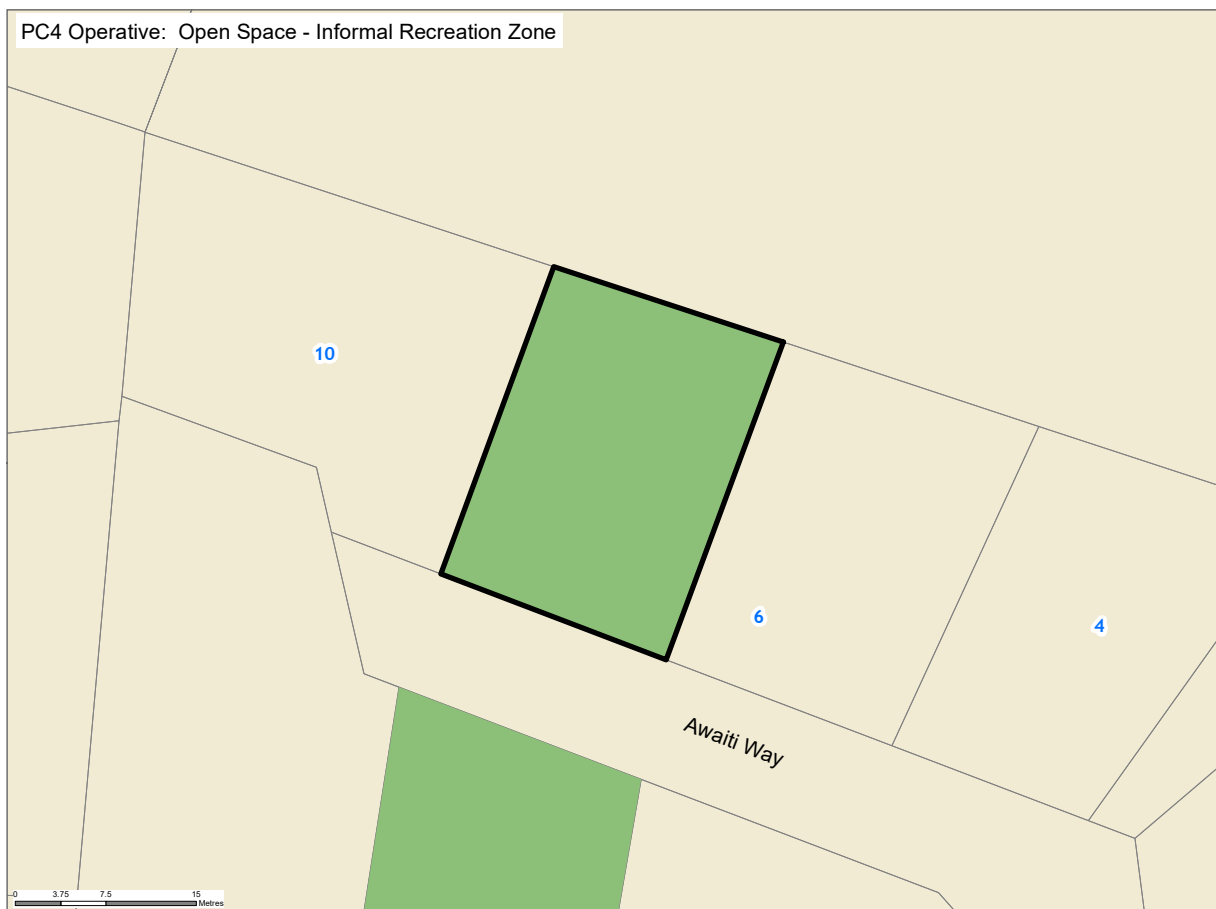 PC4 Operative:  Open Space - Informal Recreation Zone
10
6
4
Awaiti Way
0 3.75 7.5 15
Metres